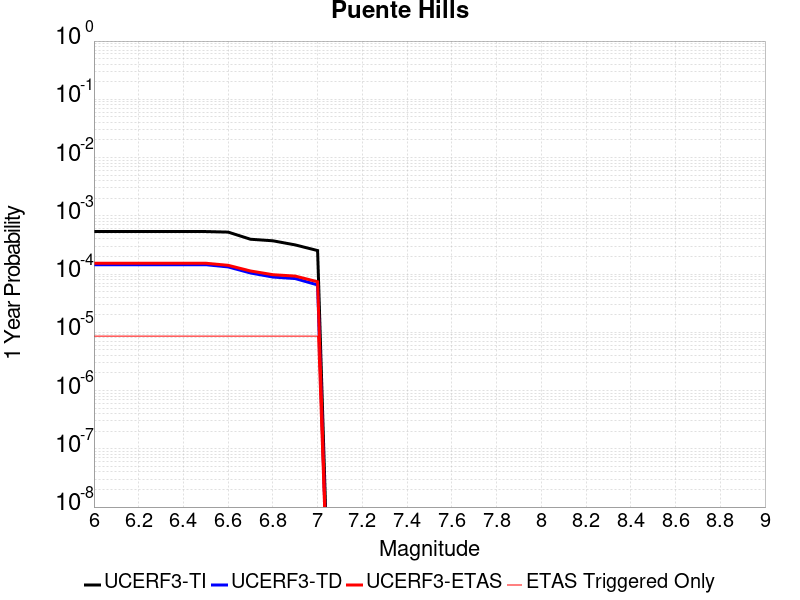 Puente Hills
10^0
10^-1
10^-2
10^-3
10^-4
10^-5
10^-6
10^-7
10^-8
1 Year Probability
6 6.2 6.4 6.6 6.8 7 7.2 7.4 7.6 7.8 8 8.2 8.4 8.6 8.8 9
Magnitude
UCERF3-TI UCERF3-TD UCERF3-ETAS ETAS Triggered Only